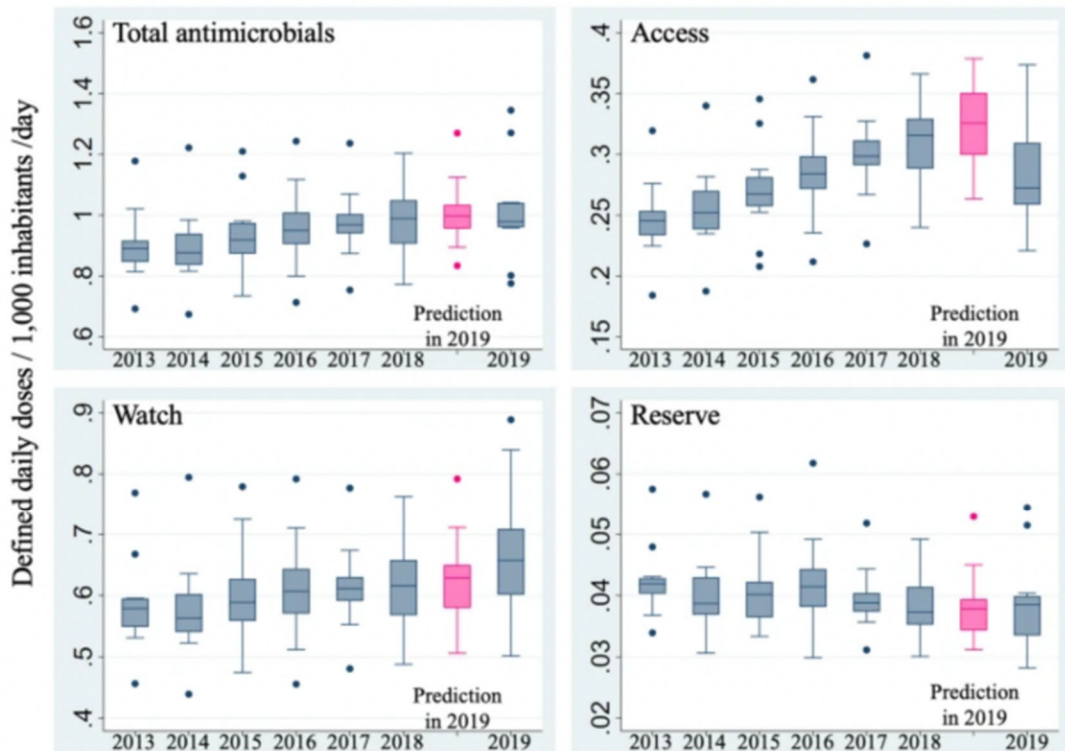 Defined daily doses / 1,000 inhabitants /day
Total antimicrobials
1.6
1.4
1.2
1
.8
.6
Prediction
in 2019
2013 2014 2015 2016 2017 2018 2019
Access
.4
.35
.3
.25
.2
.15
Prediction
in 2019
2013 2014 2015 2016 2017 2018 2019
Watch
.9
.8
.7
.6
.5
.4
Prediction
in 2019
2013 2014 2015 2016 2017 2018 2019
Reserve
.07
.06
.05
.04
.03
.02
Prediction
in 2019
2013 2014 2015 2016 2017 2018 2019